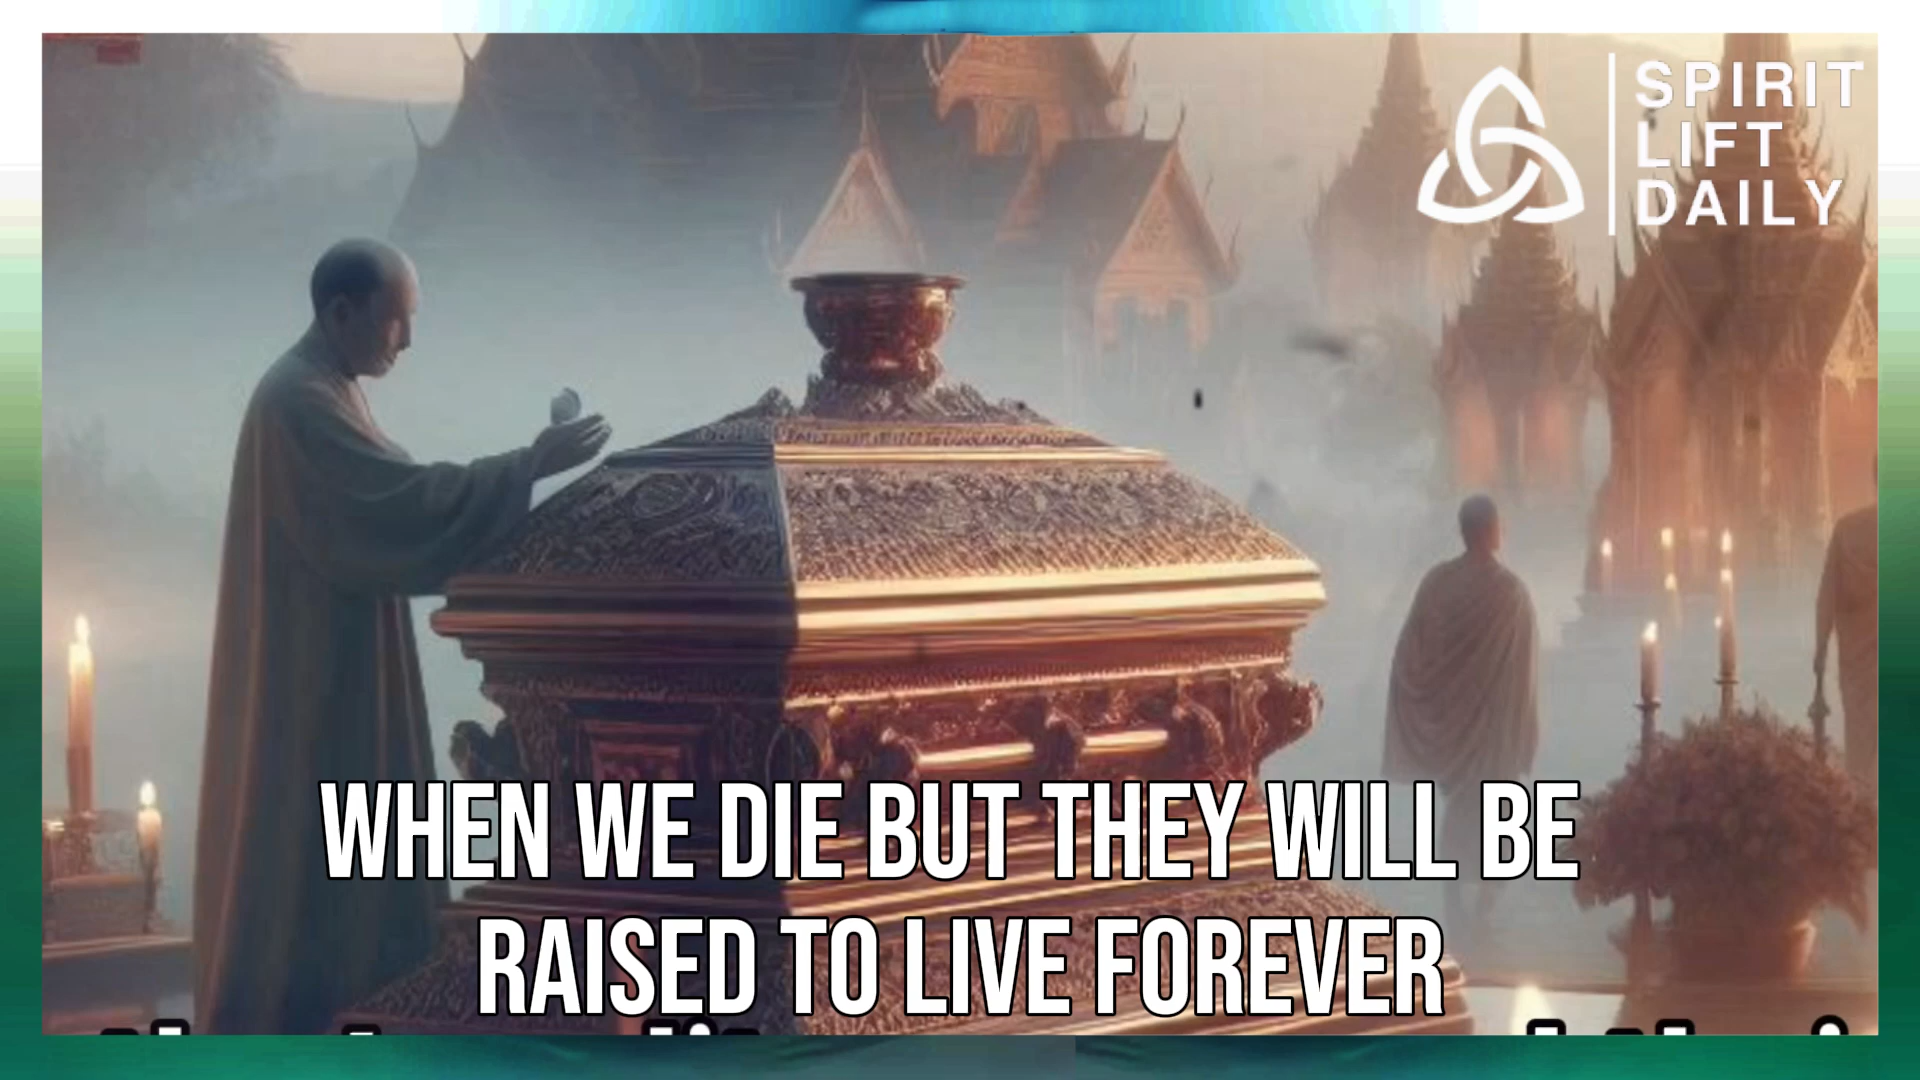 SPIRIT
LIFT
DAILY
WHEN WE DIE BUT THEY WILL BE
RAISED TO LIVE FOREVER